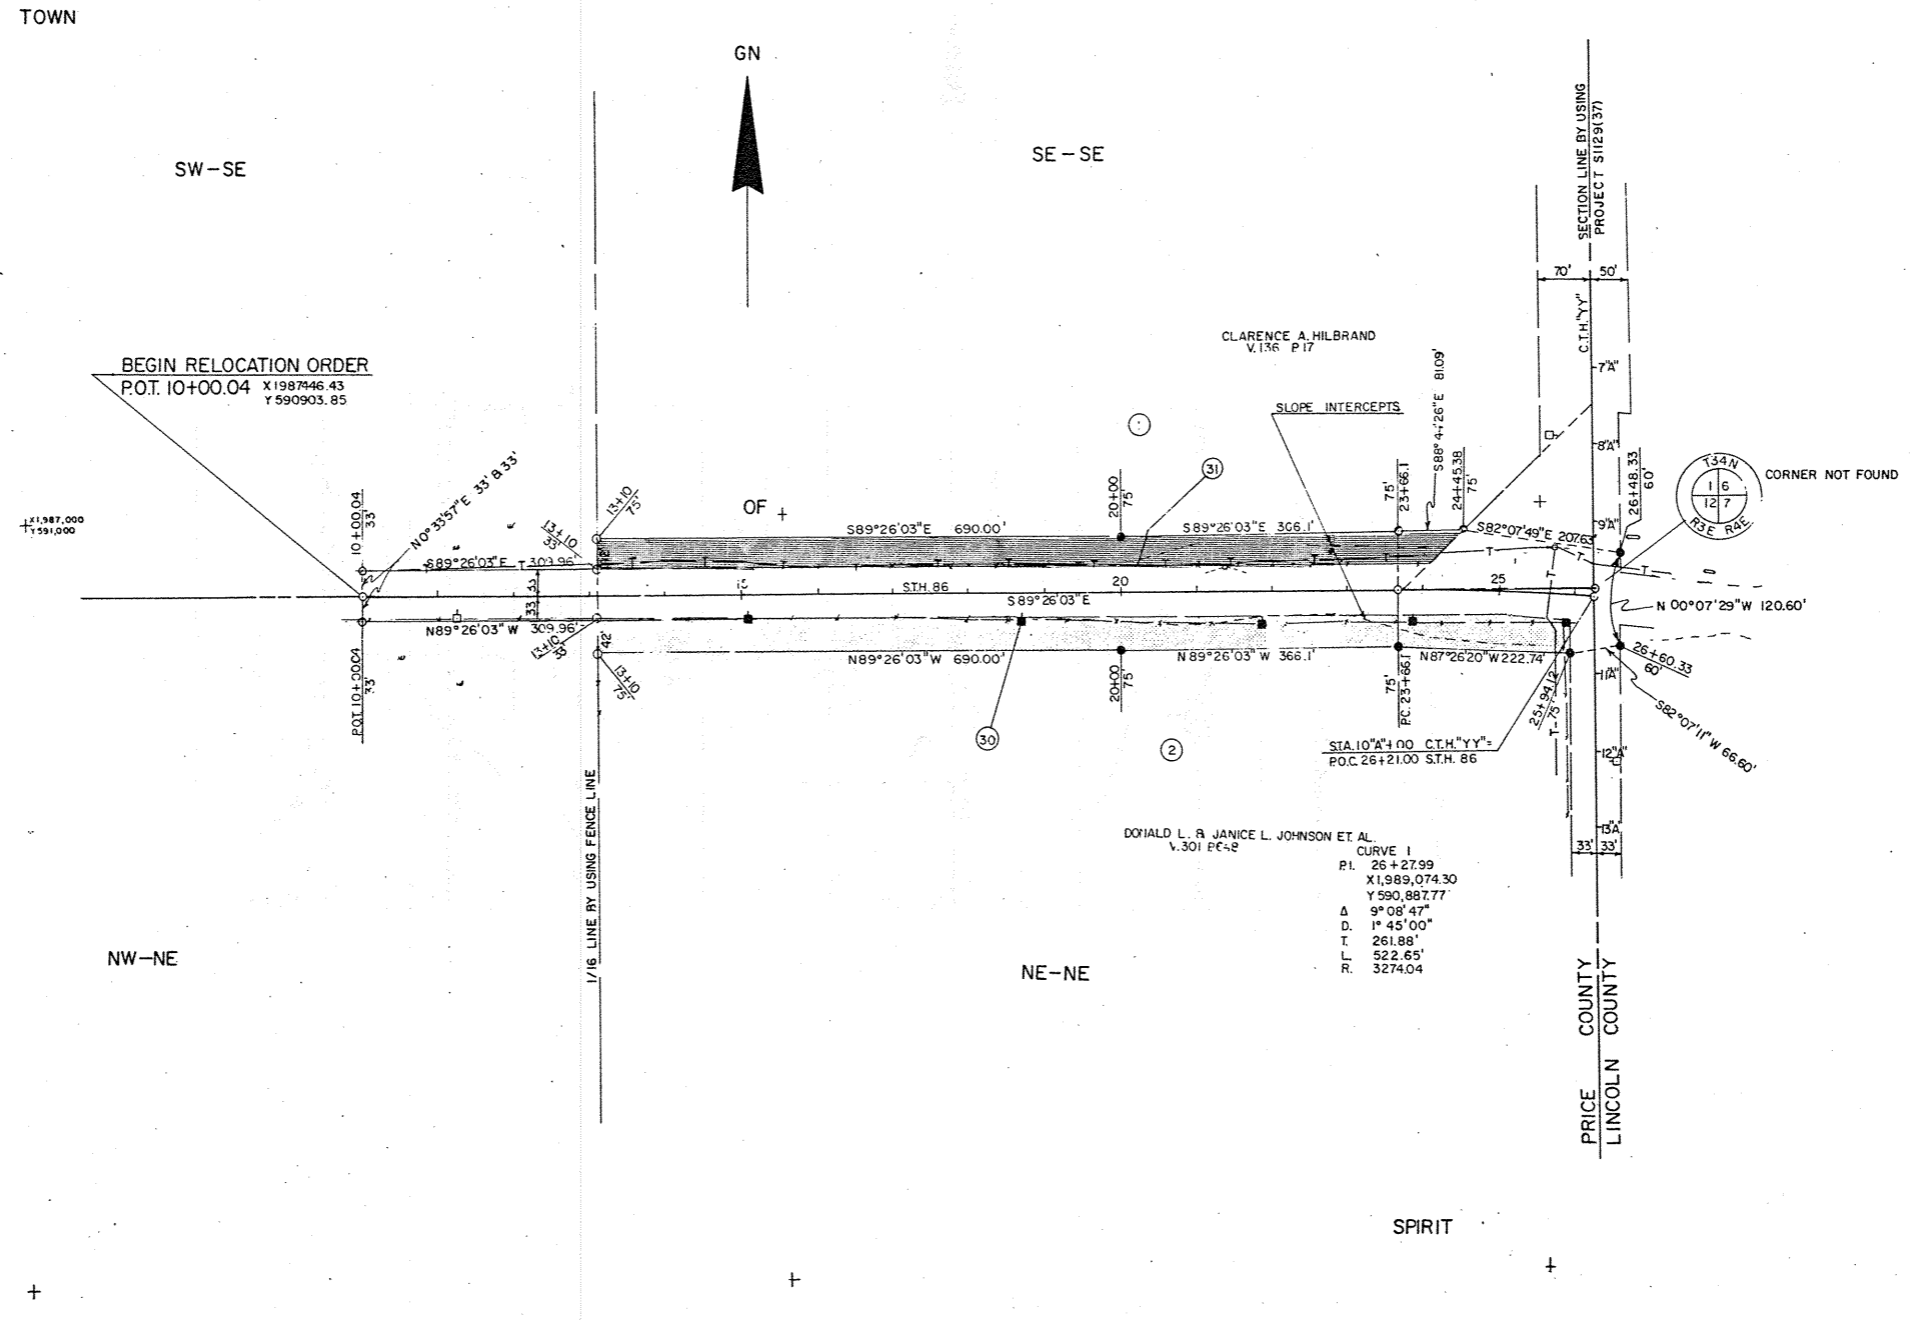 TOWN
GN
SW-SE
SE-SE
SECTION LINE BY USING
PROJECT S1129(37)
70' 50'
C.T.H."YY"
CLARENCE A. HILBRAND
V.136 P.17
BEGIN RELOCATION ORDER
P.O.T. 10+00.04
X1987446.43
Y590903.85
SLOPE INTERCEPTS
S88°44'26"E 81.09'
7"A"
8"A"
9"A"
11"A"
12"A"
13"A"
31
T34N
1 6
12 7
R3E R4E
CORNER NOT FOUND
X1,987,000
Y591,000
10+00.04
33'
N0°33'57"E 33' & 33'
13+10
33'
13+10
75'
OF
20+00
75'
75'
23+66.1
24+45.38
75'
26+48.33
60'
S89°26'03"E 690.00'
S89°26'03"E 366.1'
S82°07'49"E 207.63'
S89°26'03"E 309.96'
42'
33' 33'
15
S.T.H. 86
20
25
S89°26'03"E
N 00°07'29"W 120.60'
N89°26'03"W 309.96'
13+10
33'
42'
N89°26'03"W 690.00'
N89°26'03"W 366.1'
N87°26'20"W 222.74'
P.O.T. 10+00.04
33'
13+10
75'
20+00
75'
75'
P.C. 23+66.1
25+94.12
75'
26+60.33
60'
S82°07'11"W 66.60'
30
2
STA. 10"A"+00 C.T.H."YY"=
P.O.C. 26+21.00 S.T.H. 86
1/16 LINE BY USING FENCE LINE
DONALD L. & JANICE L. JOHNSON ET. AL.
V.301
33' 33'
CURVE 1
P.I. 26+27.99
X1,989,074.30
Y590,887.77
Δ 9°08'47"
D. 1°45'00"
T. 261.88'
L. 522.65'
R. 3274.04
NW-NE
NE-NE
PRICE COUNTY
LINCOLN COUNTY
SPIRIT